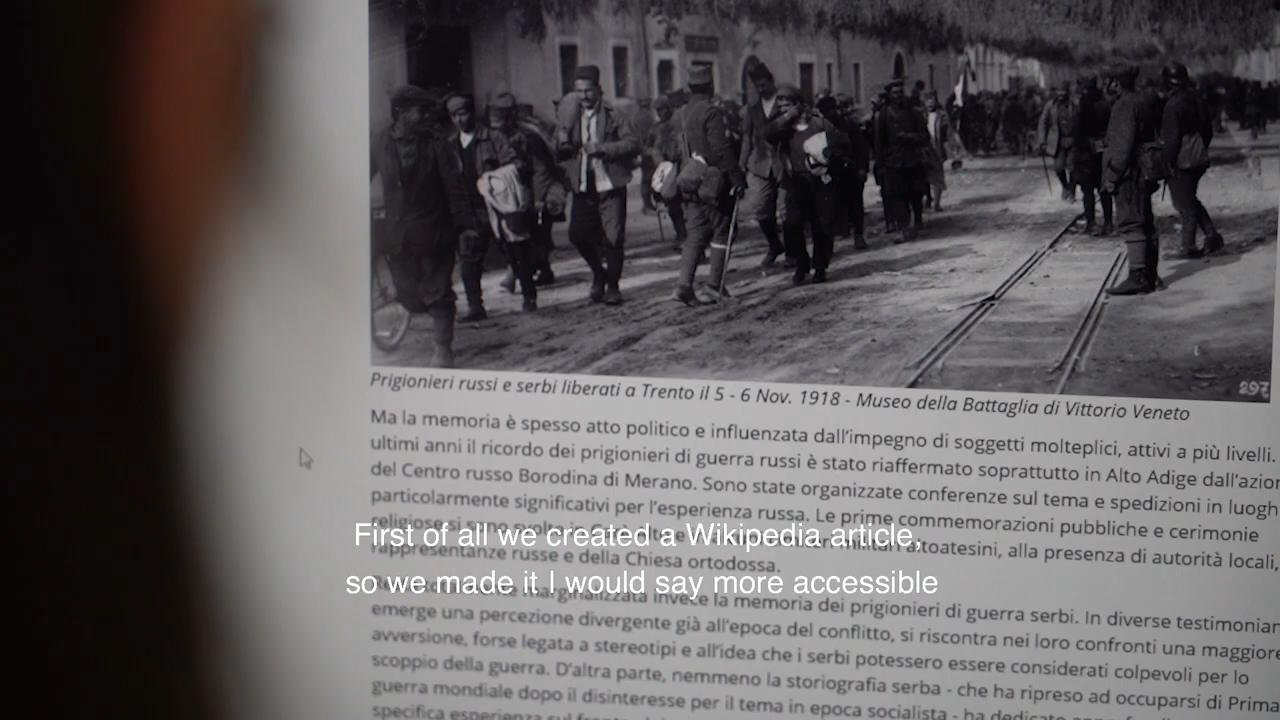 297
Prigionieri russi e serbi liberati a Trento il 5 - 6 Nov. 1918 - Museo della Battaglia di Vittorio Veneto
Ma la memoria è spesso atto politico e influenzata dall'impegno di soggetti molteplici, attivi a più livelli.
ultimi anni il ricordo dei prigionieri di guerra russi è stato riaffermato soprattutto in Alto Adige
del Centro russo Borodina di Merano. Sono state organizzate conferenze sul tema e spedizioni in
particolarmente significativi per l'esperienza russa. Le prime commemorazioni pubbliche e cerimonie
religiose si sono altoatesini, alla presenza di autorità locali,
rappresentanze russe e della Chiesa ortodossa.
First of all we created a Wikipedia article,
so we made it I would say more accessible
marginalizzata invece la memoria dei prigionieri di guerra serbi. In diverse
emerge una percezione divergente già all'epoca del conflitto, si riscontra nei loro confronti una maggiore
avversione, forse legata a stereotipi e all'idea che i serbi potessero essere considerati colpevoli per lo
scoppio della guerra. D'altra parte, nemmeno la storiografia serba - che ha ripreso ad occuparsi di Prima
guerra mondiale dopo il disinteresse per il tema in epoca socialista - ha dedicato
specifica esperienza sul